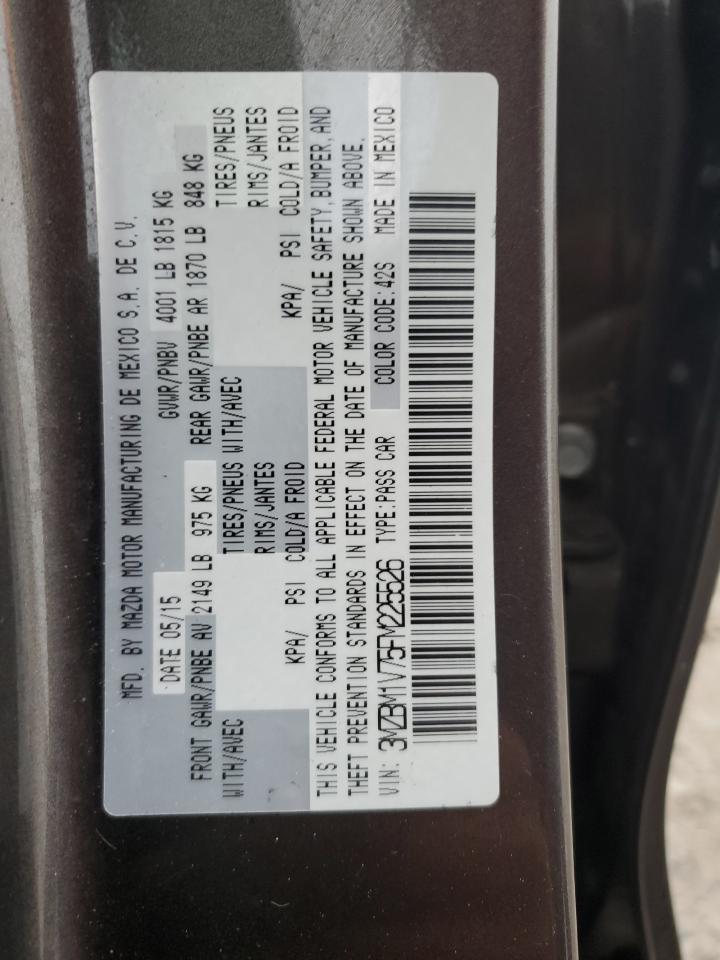 MFD. BY MAZDA MOTOR MANUFACTURING DE MEXICO S.A. DE C.V.
DATE 05/15 GVWR/PNBV 4001 LB 1815 KG
FRONT GAWR/PNBE AV 2149 LB 975 KG REAR GAWR/PNBE AR 1870 LB 848 KG
WITH/AVEC TIRES/PNEUS WITH/AVEC TIRES/PNEUS
RIMS/JANTES RIMS/JANTES
KPA/ PSI COLD/A FROID KPA/ PSI COLD/A FROID
THIS VEHICLE CONFORMS TO ALL APPLICABLE FEDERAL MOTOR VEHICLE SAFETY, BUMPER, AND
THEFT PREVENTION STANDARDS IN EFFECT ON THE DATE OF MANUFACTURE SHOWN ABOVE.
VIN: 3MZBM1V75FM225526 TYPE:PASS CAR COLOR CODE:42S MADE IN MEXICO